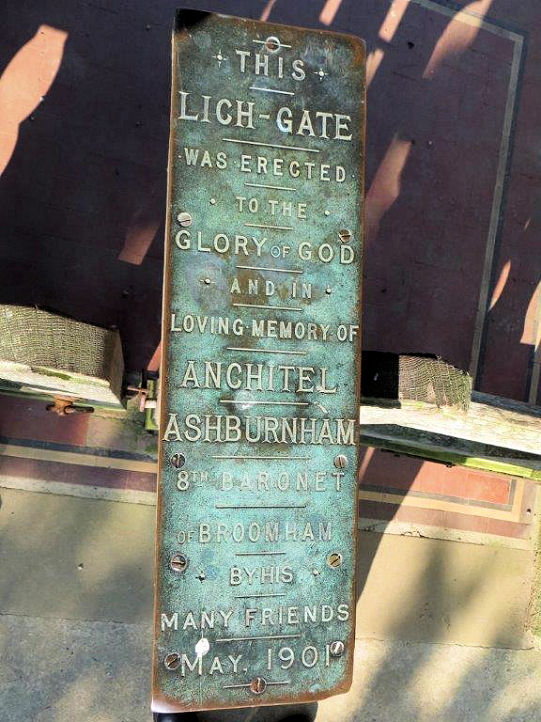 THIS
LICH-GATE
WAS ERECTED
TO THE
GLORY OF GOD
AND IN
LOVING MEMORY OF
ANCHITEL
ASHBURNHAM
8TH BARONET
OF BROOMHAM
BY HIS
MANY FRIENDS
MAY. 1901